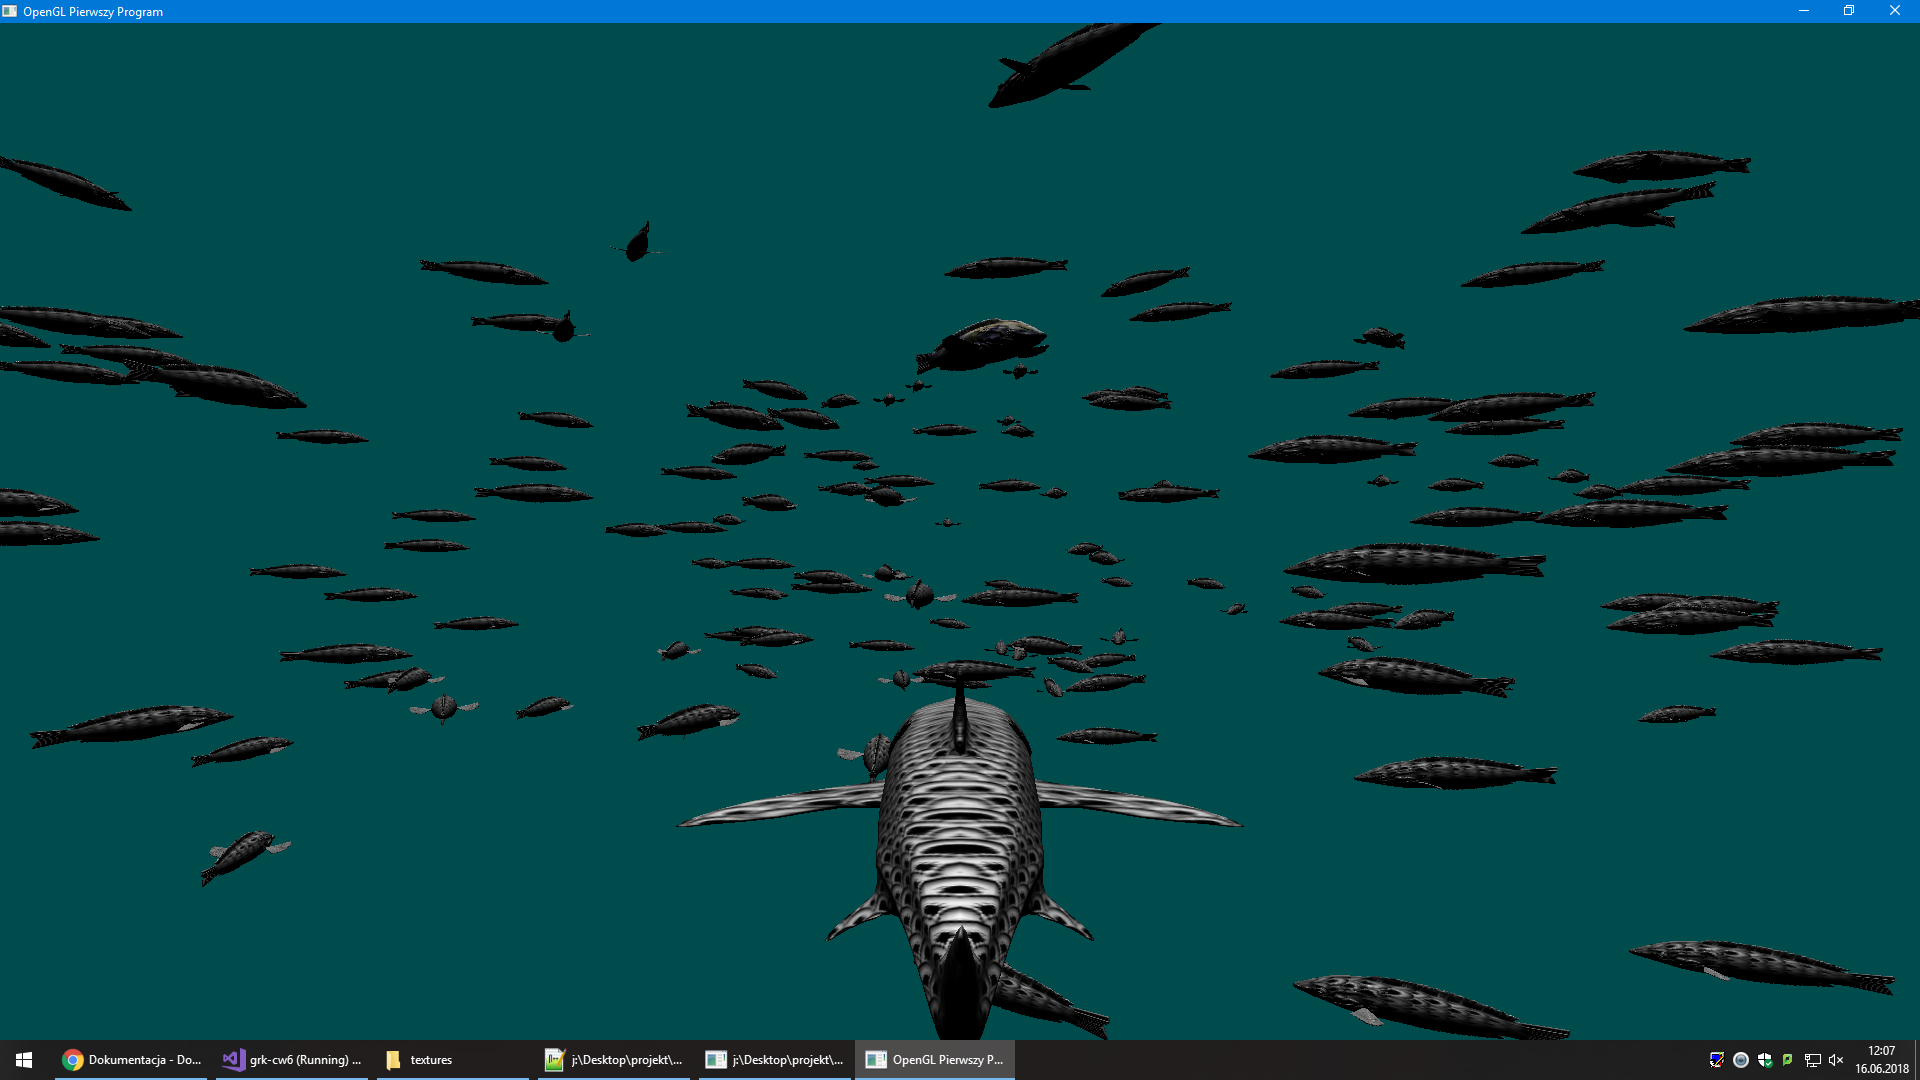 OpenGL Pierwszy Program
Dokumentacja - Do...
grk-cw6 (Running) ...
textures
j:\Desktop\projekt\...
j:\Desktop\projekt\...
OpenGL Pierwszy P...
12:07
16.06.2018